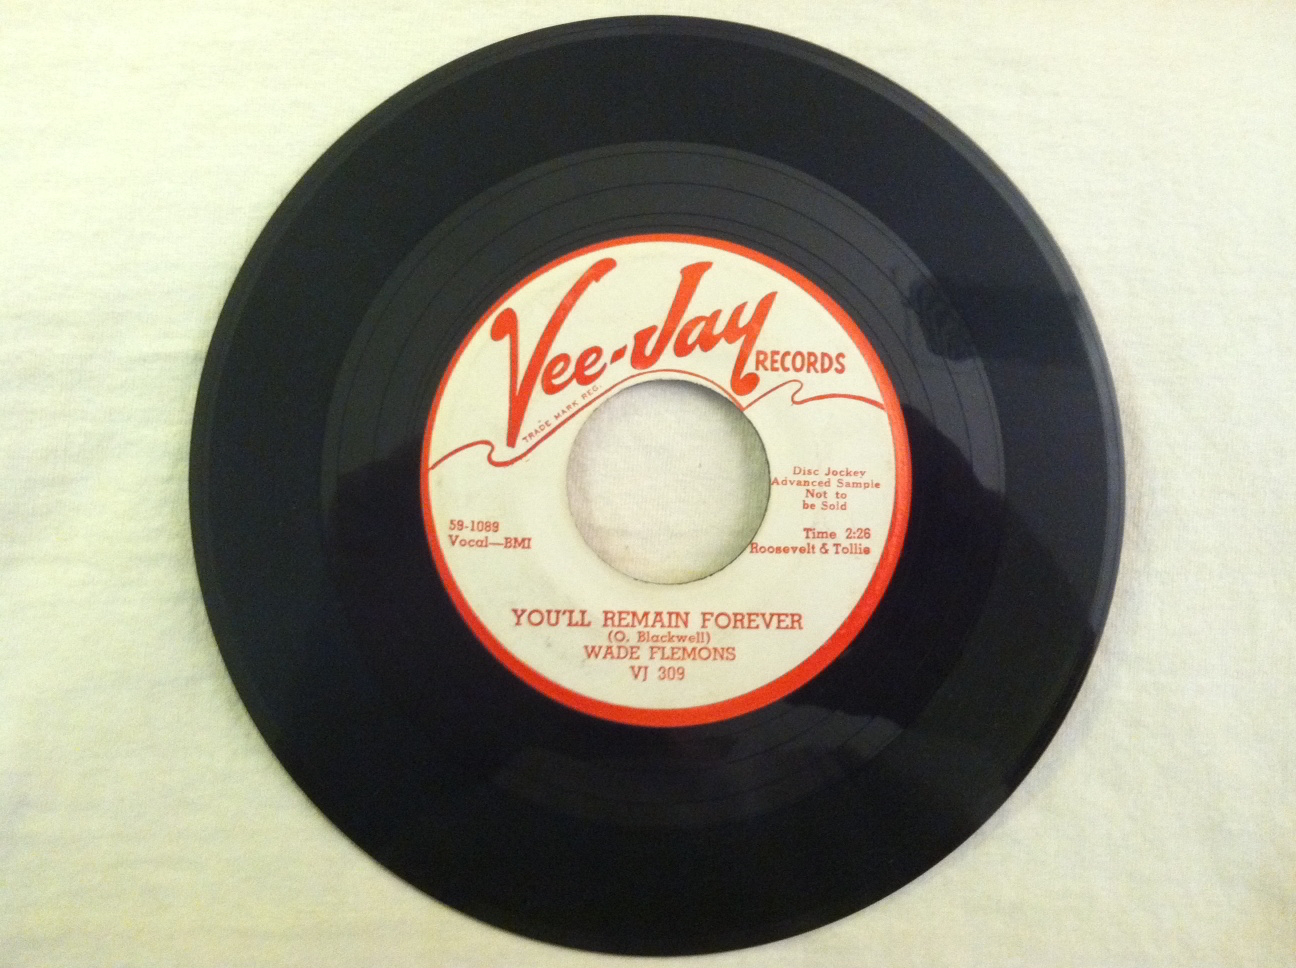 Vee-Jay
RECORDS
TRADE MARK REG.
Disc Jockey
Advanced Sample
Not to
be Sold
59-1089
Vocal—BMI
Time 2:26
Roosevelt & Tollie
YOU'LL REMAIN FOREVER
(O. Blackwell)
WADE FLEMONS
VJ 309